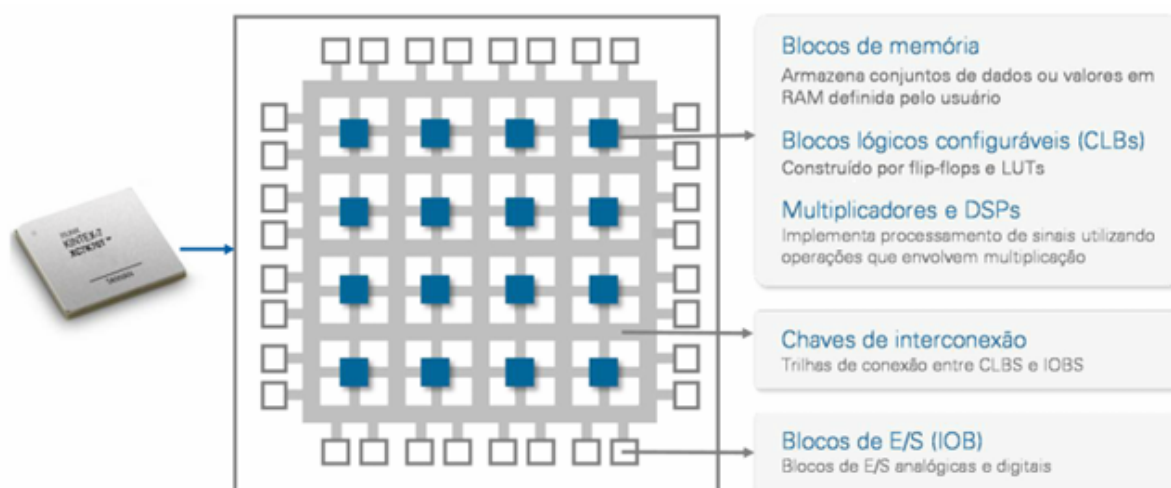 XILINX
KINTEX-7
XC7K70T™
Blocos de memória
Armazena conjuntos de dados ou valores em
RAM definida pelo usuário
Blocos lógicos configuráveis (CLBs)
Construído por flip-flops e LUTs
Multiplicadores e DSPs
Implementa processamento de sinais utilizando
operações que envolvem multiplicação
Chaves de interconexão
Trilhas de conexão entre CLBS e IOBS
Blocos de E/S (IOB)
Blocos de E/S analógicas e digitais